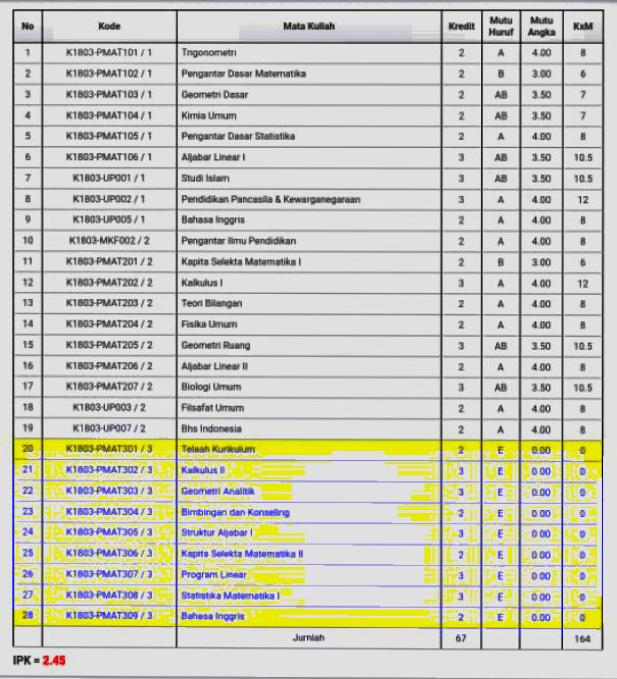 No Kode Mata Kuliah Kredit Mutu Huruf Mutu Angka KxM
1 K1803-PMAT101 / 1 Trigonometri 2 A 4.00 8
2 K1803-PMAT102 / 1 Pengantar Dasar Matematika 2 B 3.00 6
3 K1803-PMAT103 / 1 Geometri Dasar 2 AB 3.50 7
4 K1803-PMAT104 / 1 Kimia Umum 2 AB 3.50 7
5 K1803-PMAT105 / 1 Pengantar Dasar Statistika 2 A 4.00 8
6 K1803-PMAT106 / 1 Aljabar Linear I 3 AB 3.50 10.5
7 K1803-UP001 / 1 Studi Islam 3 AB 3.50 10.5
8 K1803-UP002 / 1 Pendidikan Pancasila & Kewarganegaraan 3 A 4.00 12
9 K1803-UP005 / 1 Bahasa Inggris 2 A 4.00 8
10 K1803-MKF002 / 2 Pengantar Ilmu Pendidikan 2 A 4.00 8
11 K1803-PMAT201 / 2 Kapita Selekta Matematika I 2 B 3.00 6
12 K1803-PMAT202 / 2 Kalkulus I 3 A 4.00 12
13 K1803-PMAT203 / 2 Teori Bilangan 2 A 4.00 8
14 K1803-PMAT204 / 2 Fisika Umum 2 A 4.00 8
15 K1803-PMAT205 / 2 Geometri Ruang 3 AB 3.50 10.5
16 K1803-PMAT206 / 2 Aljabar Linear II 2 A 4.00 8
17 K1803-PMAT207 / 2 Biologi Umum 3 AB 3.50 10.5
18 K1803-UP003 / 2 Filsafat Umum 2 A 4.00 8
19 K1803-UP007 / 2 Bhs Indonesia 2 A 4.00 8
20 K1803-PMAT301 / 3 Telaah Kurikulum 2 E 0.00 0
21 K1803-PMAT302 / 3 Kalkulus II 3 E 0.00 0
22 K1803-PMAT303 / 3 Geometri Analitik 3 E 0.00 0
23 K1803-PMAT304 / 3 Bimbingan dan Konseling 2 E 0.00 0
24 K1803-PMAT305 / 3 Struktur Aljabar I 3 E 0.00 0
25 K1803-PMAT306 / 3 Kapita Selekta Matematika II 2 E 0.00 0
26 K1803-PMAT307 / 3 Program Linear 3 E 0.00 0
27 K1803-PMAT308 / 3 Statistika Matematika I 3 E 0.00 0
28 K1803-PMAT309 / 3 Bahasa Inggris 2 E 0.00 0
Jumlah 67 164
IPK = 2.45